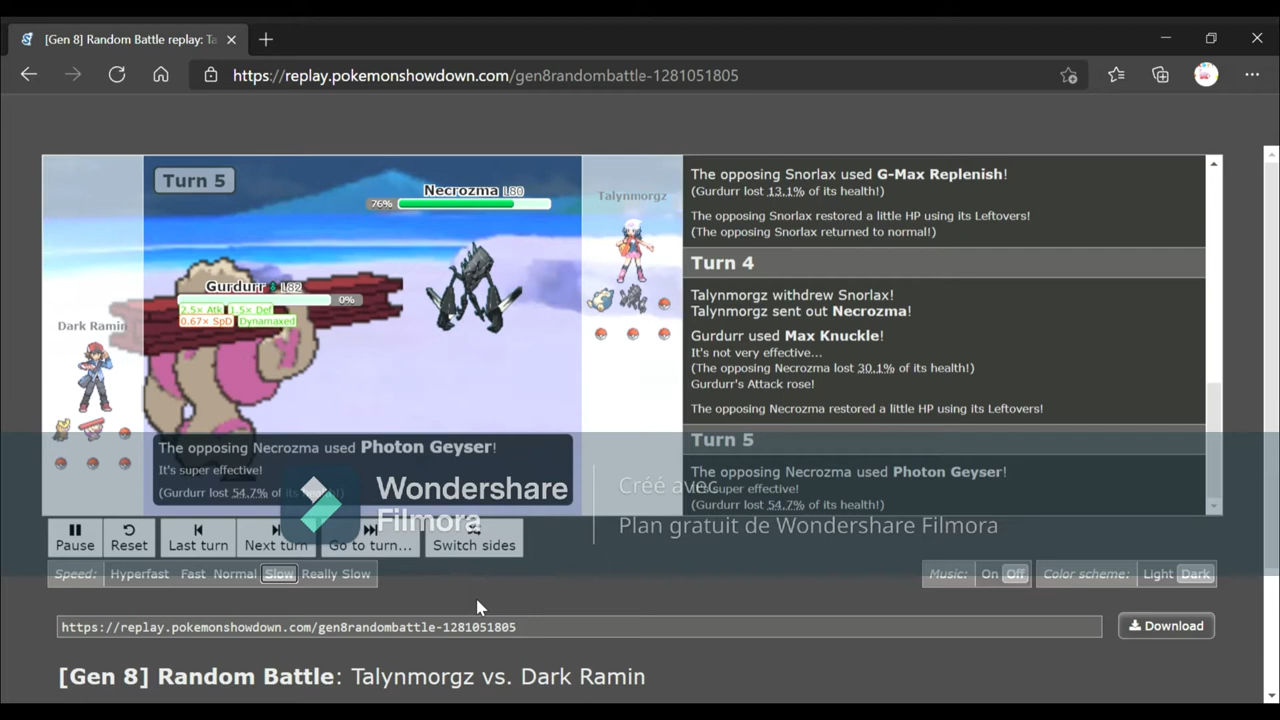 [Gen 8] Random Battle replay: Ta
https://replay.pokemonshowdown.com/gen8randombattle-1281051805
Turn 5
Necrozma L80
76%
Gurdurr L82
0%
2.5× Atk 1.5× Def
0.67× SpD Dynamaxed
Dark Ramin
The opposing Necrozma used Photon Geyser!
It's super effective!
(Gurdurr lost 54.7% of its
Talynmorgz
The opposing Snorlax used G-Max Replenish!
(Gurdurr lost 13.1% of its health!)
The opposing Snorlax restored a little HP using its Leftovers!
(The opposing Snorlax returned to normal!)
Turn 4
Talynmorgz withdrew Snorlax!
Talynmorgz sent out Necrozma!
Gurdurr used Max Knuckle!
It's not very effective...
(The opposing Necrozma lost 30.1% of its health!)
Gurdurr's Attack rose!
The opposing Necrozma restored a little HP using its Leftovers!
Turn 5
The opposing Necrozma used Photon Geyser!
It's super effective!
(Gurdurr lost 54.7% of its health!)
Wondershare
Filmora
Créé avec
Plan gratuit de Wondershare Filmora
Pause Reset Last turn Next turn Go to turn... Switch sides
Speed: Hyperfast Fast Normal Slow Really Slow
Music: On Off Color scheme: Light Dark
https://replay.pokemonshowdown.com/gen8randombattle-1281051805
Download
[Gen 8] Random Battle: Talynmorgz vs. Dark Ramin